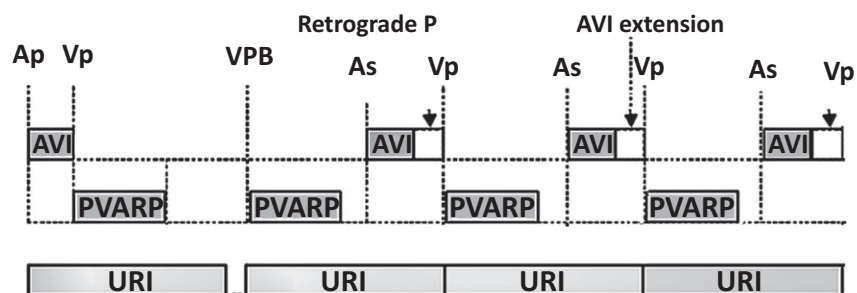 Retrograde P AVI extension
Ap Vp VPB As Vp As Vp As Vp
AVI AVI AVI AVI
PVARP PVARP PVARP PVARP
URI URI URI URI